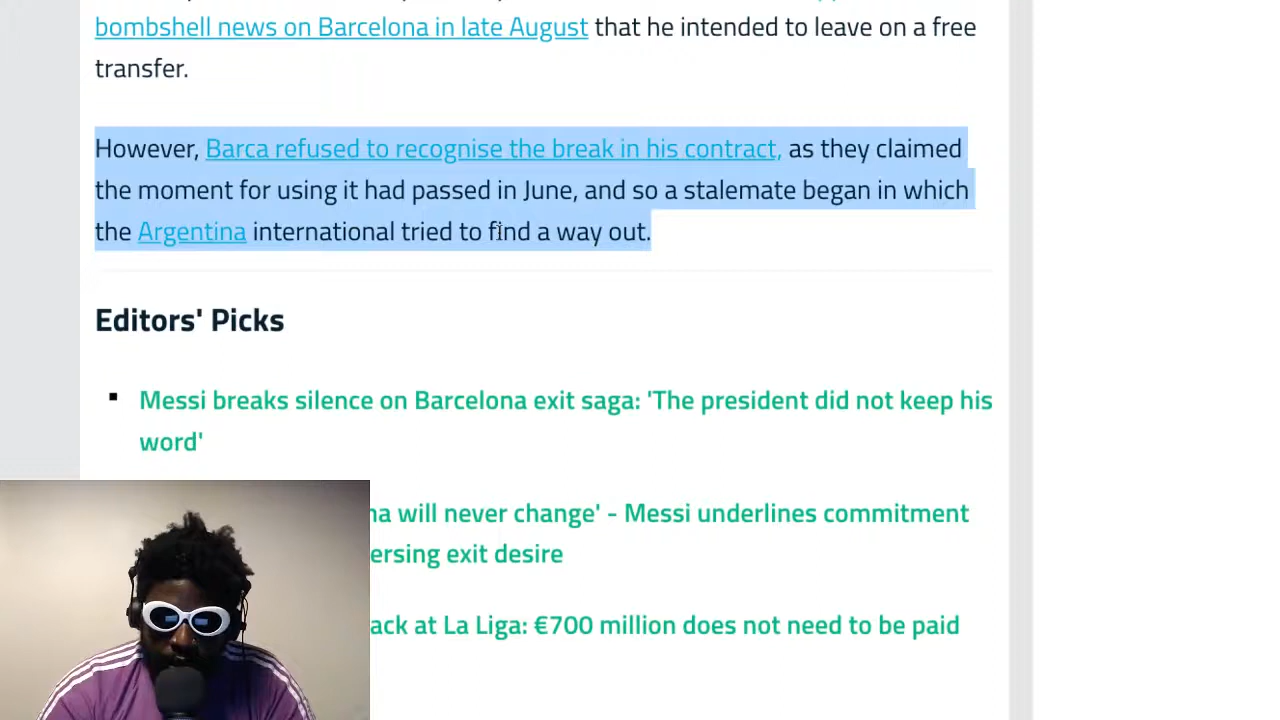 bombshell news on Barcelona in late August that he intended to leave on a free
transfer.
However, Barca refused to recognise the break in his contract, as they claimed
the moment for using it had passed in June, and so a stalemate began in which
the Argentina international tried to find a way out.
Editors' Picks
Messi breaks silence on Barcelona exit saga: 'The president did not keep his
word'
will never change' - Messi underlines commitment
exit desire
at La Liga: €700 million does not need to be paid